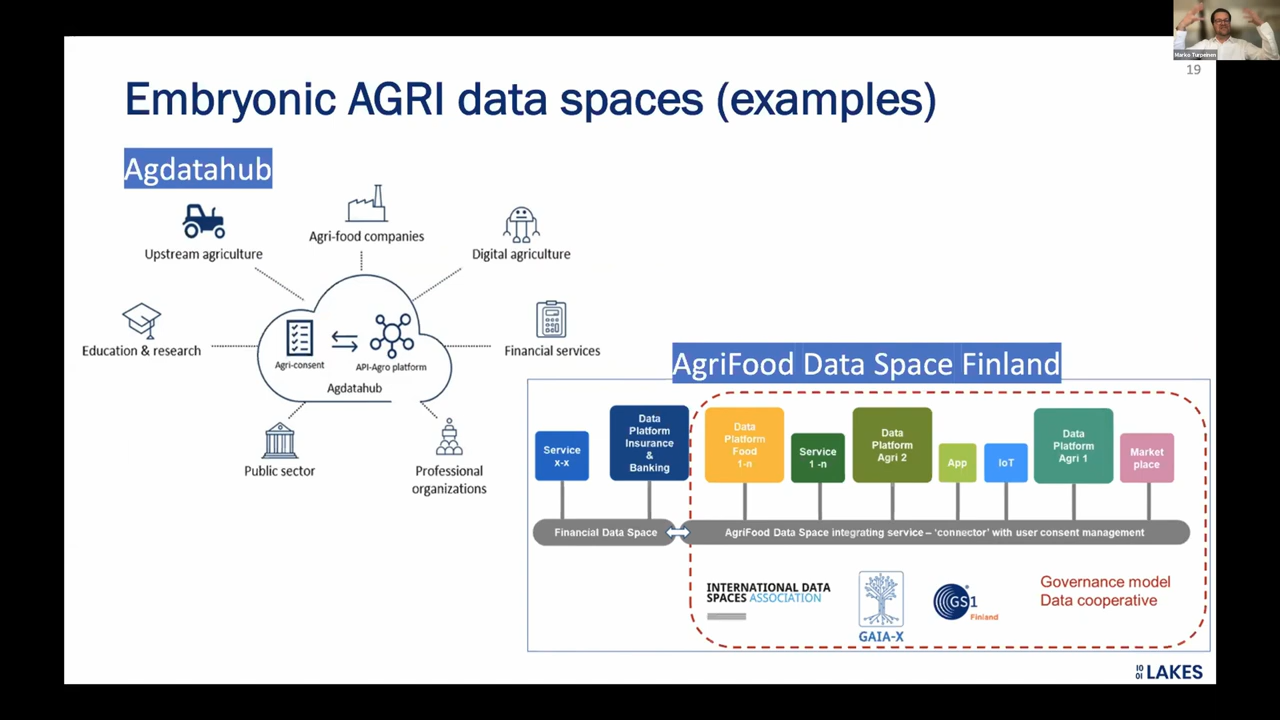 Marko Turpeinen
19
Embryonic AGRI data spaces (examples)
Agdatahub
Upstream agriculture
Agri-food companies
Digital agriculture
Education & research
Agri-consent
API-Agro platform
Agdatahub
Financial services
Public sector
Professional
organizations
AgriFood Data Space Finland
Service
x-x
Data
Platform
Insurance
&
Banking
Data
Platform
Food
1-n
Service
1 -n
Data
Platform
Agri 2
App
IoT
Data
Platform
Agri 1
Market
place
Financial Data Space
AgriFood Data Space integrating service – 'connector' with user consent management
INTERNATIONAL DATA
SPACES ASSOCIATION
GAIA-X
GS1
Finland
Governance model
Data cooperative
10
01 LAKES